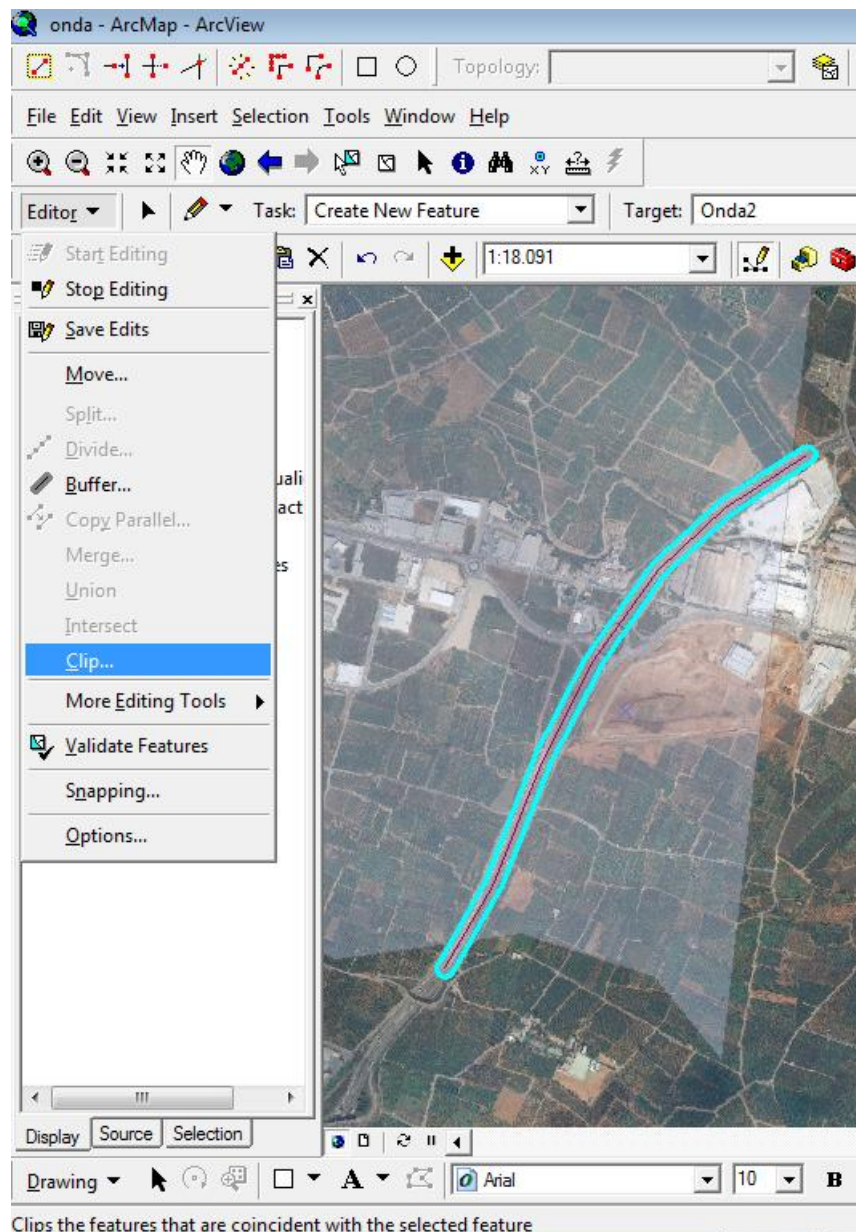 onda - ArcMap - ArcView
Topology:
File Edit View Insert Selection Tools Window Help
XY
Editor Task: Create New Feature Target: Onda2
Start Editing
1:18.091
Stop Editing
Save Edits
Move...
Split...
Divide...
Buffer...
uali
Copy Parallel...
act
Merge...
es
Union
Intersect
Clip...
More Editing Tools
Validate Features
Snapping...
Options...
Display Source Selection
Drawing A Arial 10 B
Clips the features that are coincident with the selected feature